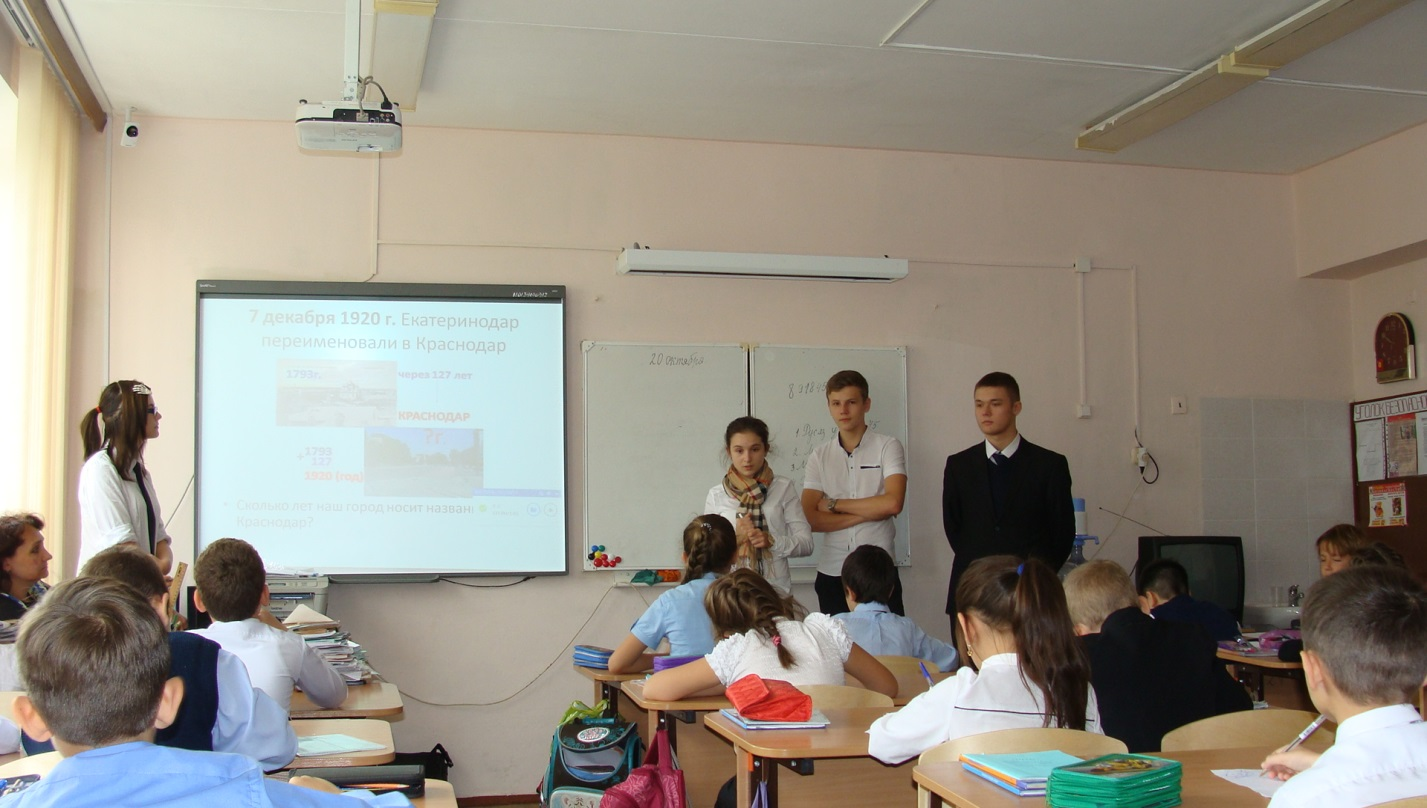 7 декабря 1920 г. Екатеринодар
переименовали в Краснодар
1793г.
через 127 лет
КРАСНОДАР
? г.
+ 1793
127
1920 (год)
Сколько лет наш город носит назван
Краснодар?
20 октября